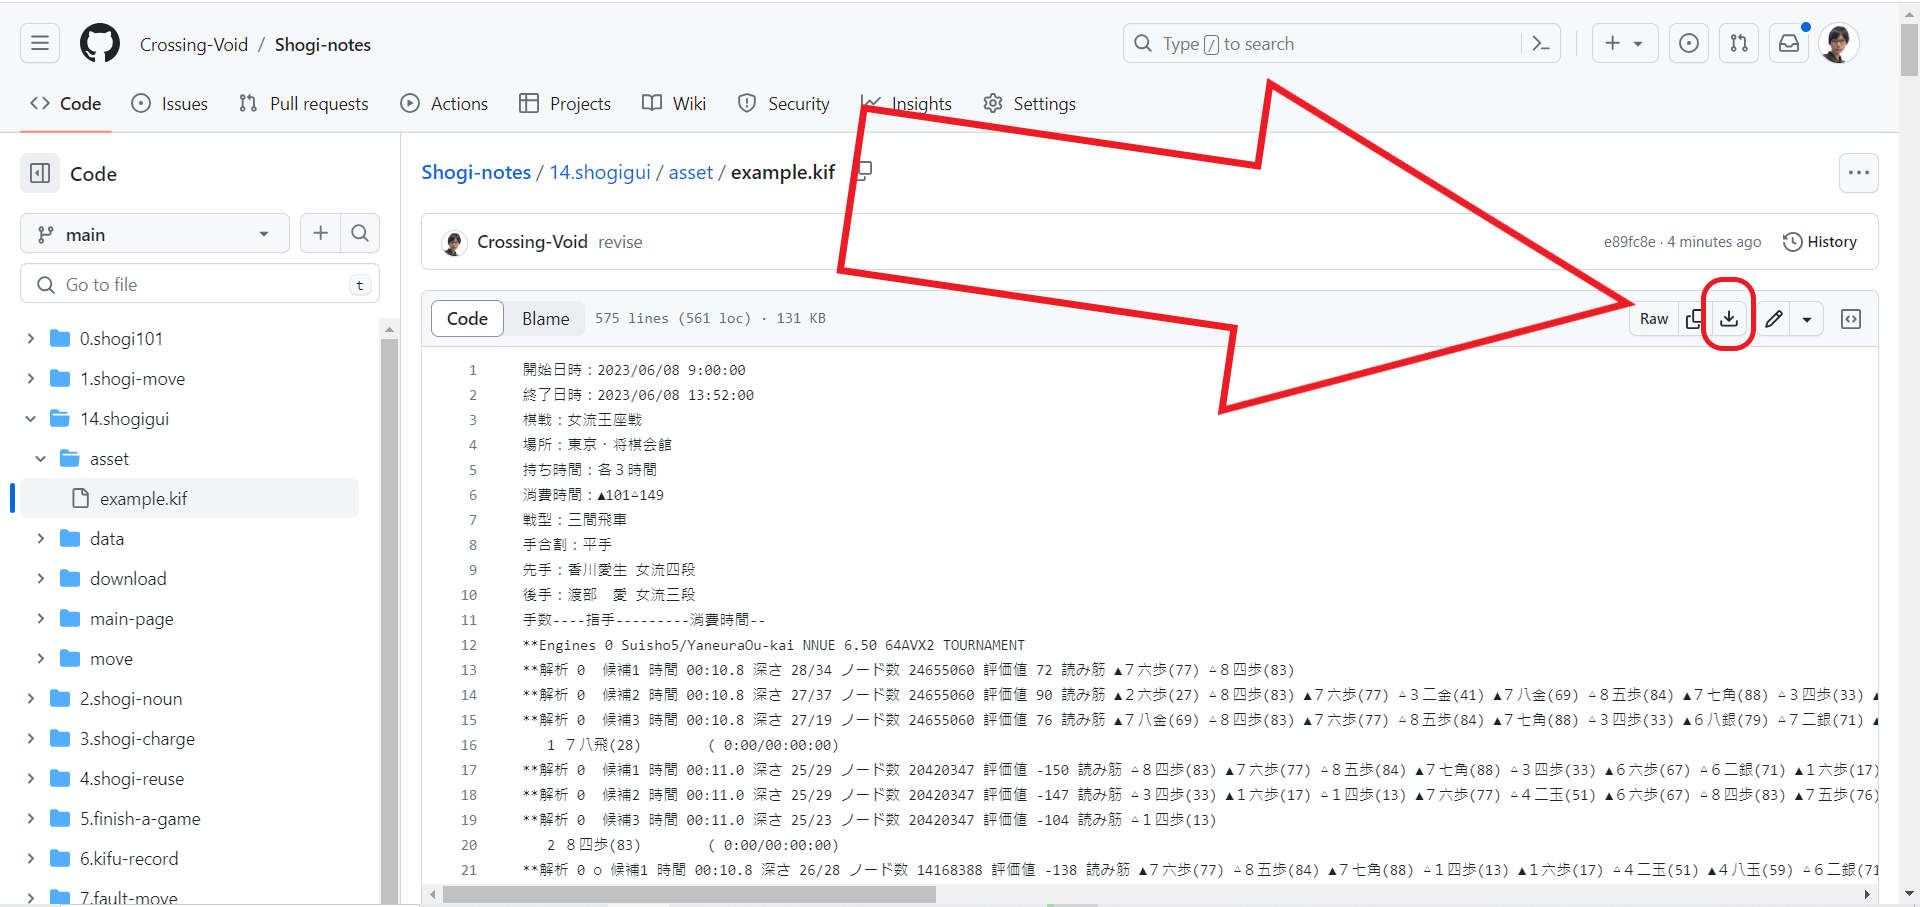 Crossing-Void / Shogi-notes
Type / to search
Code Issues Pull requests Actions Projects Wiki Security Insights Settings
Code
main
Go to file
t
0.shogi101
1.shogi-move
14.shogigui
asset
example.kif
data
download
main-page
move
2.shogi-noun
3.shogi-charge
4.shogi-reuse
5.finish-a-game
6.kifu-record
7.fault-move
Shogi-notes / 14.shogigui / asset / example.kif
Crossing-Void revise
e89fc8e · 4 minutes ago History
Code Blame 575 lines (561 loc) · 131 KB
Raw
1 開始日時：2023/06/08 9:00:00
2 終了日時：2023/06/08 13:52:00
3 棋戦：女流王座戦
4 場所：東京・将棋会館
5 持ち時間：各３時間
6 消費時間：▲101△149
7 戦型：三間飛車
8 手合割：平手
9 先手：香川愛生 女流四段
10 後手：渡部　愛 女流三段
11 手数----指手---------消費時間--
12 **Engines 0 Suisho5/YaneuraOu-kai NNUE 6.50 64AVX2 TOURNAMENT
13 **解析 0 候補1 時間 00:10.8 深さ 28/34 ノード数 24655060 評価値 72 読み筋 ▲７六歩(77) △８四歩(83)
14 **解析 0 候補2 時間 00:10.8 深さ 27/37 ノード数 24655060 評価値 90 読み筋 ▲２六歩(27) △８四歩(83) ▲７六歩(77) △３二金(41) ▲７八金(69) △８五歩(84) ▲７七角(88) △３四歩(33) ▲
15 **解析 0 候補3 時間 00:10.8 深さ 27/19 ノード数 24655060 評価値 76 読み筋 ▲７八金(69) △８四歩(83) ▲７六歩(77) △８五歩(84) ▲７七角(88) △３四歩(33) ▲６八銀(79) △７二銀(71) ▲
16 1 ７八飛(28) ( 0:00/00:00:00)
17 **解析 0 候補1 時間 00:11.0 深さ 25/29 ノード数 20420347 評価値 -150 読み筋 △８四歩(83) ▲７六歩(77) △８五歩(84) ▲７七角(88) △３四歩(33) ▲６六歩(67) △６二銀(71) ▲１六歩(17)
18 **解析 0 候補2 時間 00:11.0 深さ 25/29 ノード数 20420347 評価値 -147 読み筋 △３四歩(33) ▲１六歩(17) △１四歩(13) ▲７六歩(77) △４二玉(51) ▲６六歩(67) △８四歩(83) ▲７五歩(76)
19 **解析 0 候補3 時間 00:11.0 深さ 25/23 ノード数 20420347 評価値 -104 読み筋 △１四歩(13)
20 2 ８四歩(83) ( 0:00/00:00:00)
21 **解析 0 o 候補1 時間 00:10.8 深さ 26/28 ノード数 14168388 評価値 -138 読み筋 ▲７六歩(77) △８五歩(84) ▲７七角(88) △１四歩(13) ▲１六歩(17) △４二玉(51) ▲４八玉(59) △６二銀(71